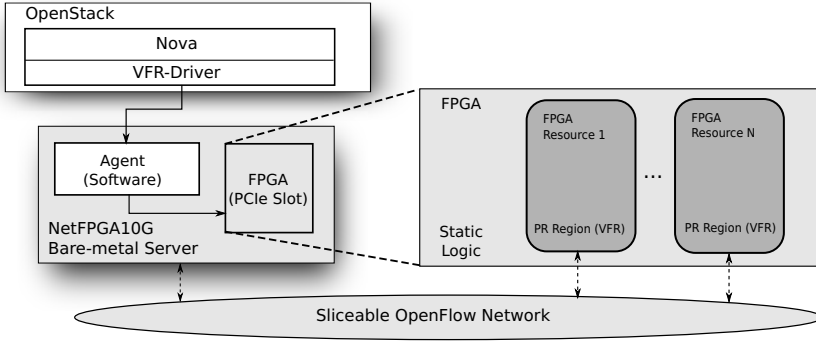 OpenStack
Nova
VFR-Driver
Agent
(Software)
FPGA
(PCIe Slot)
NetFPGA10G
Bare-metal Server
FPGA
FPGA
Resource 1
PR Region (VFR)
...
FPGA
Resource N
PR Region (VFR)
Static
Logic
Sliceable OpenFlow Network